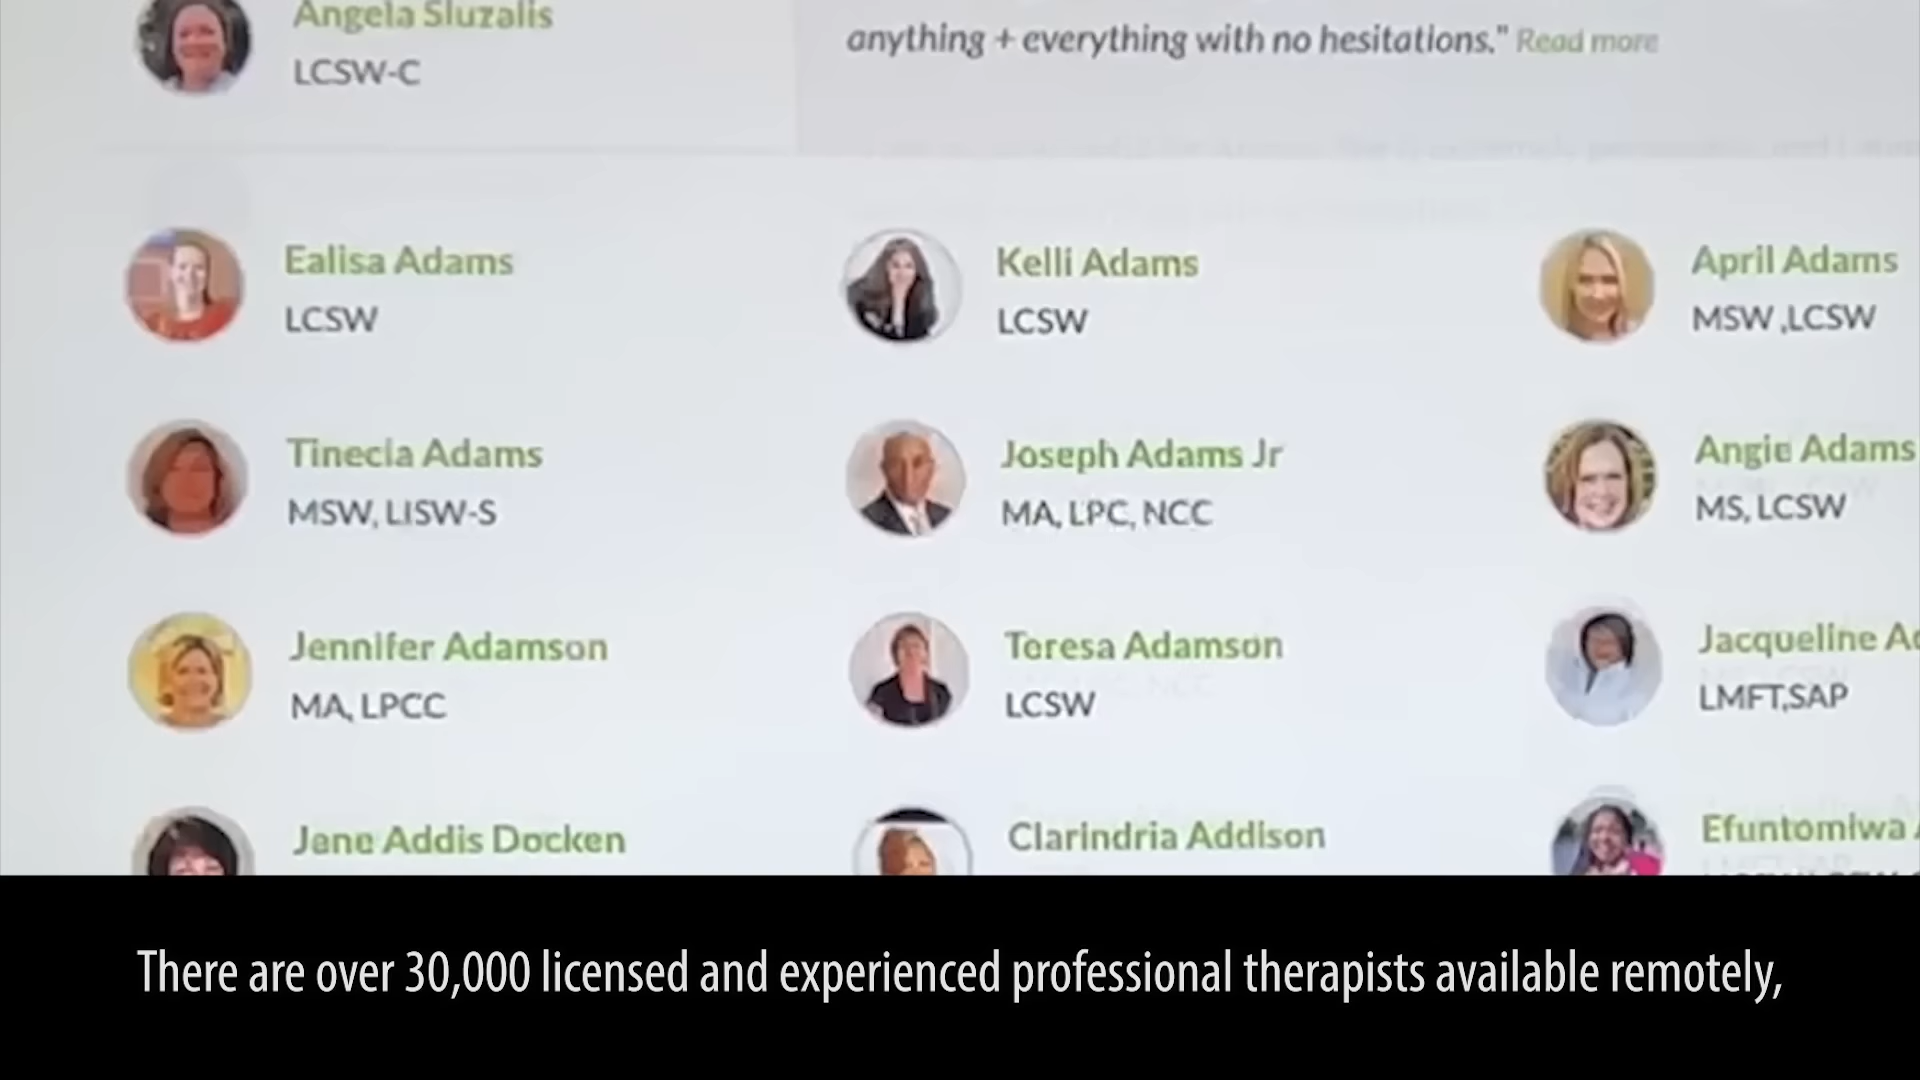 Angela Sluzalis
LCSW-C
anything + everything with no hesitations." Read more
Ealisa Adams
LCSW
Kelli Adams
LCSW
April Adams
MSW ,LCSW
Tinecia Adams
MSW, LISW-S
Joseph Adams Jr
MA, LPC, NCC
Angie Adams
MS, LCSW
Jennifer Adamson
MA, LPCC
Teresa Adamson
LCSW
Jacqueline
LMFT,SAP
Jane Addis Docken
Clarindria Addison
Efuntomiwa
There are over 30,000 licensed and experienced professional therapists available remotely,